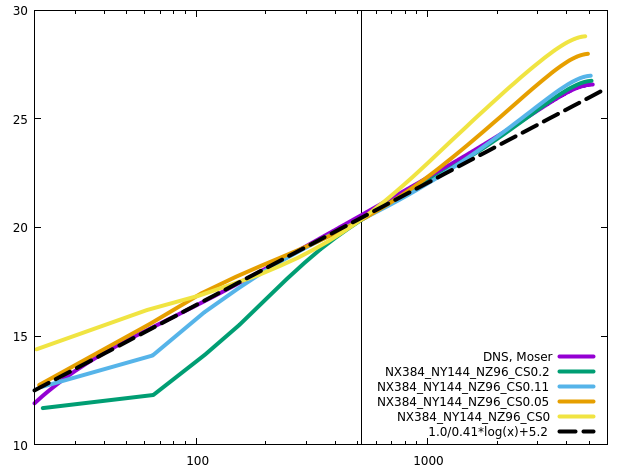 30
25
20
15
10
100
1000
DNS, Moser
NX384_NY144_NZ96_CS0.2
NX384_NY144_NZ96_CS0.11
NX384_NY144_NZ96_CS0.05
NX384_NY144_NZ96_CS0
1.0/0.41*log(x)+5.2